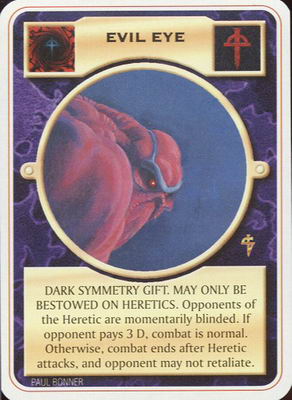 EVIL EYE
DARK SYMMETRY GIFT. MAY ONLY BE
BESTOWED ON HERETICS. Opponents of
the Heretic are momentarily blinded. If
opponent pays 3 D, combat is normal.
Otherwise, combat ends after Heretic
attacks, and opponent may not retaliate.
PAUL BONNER